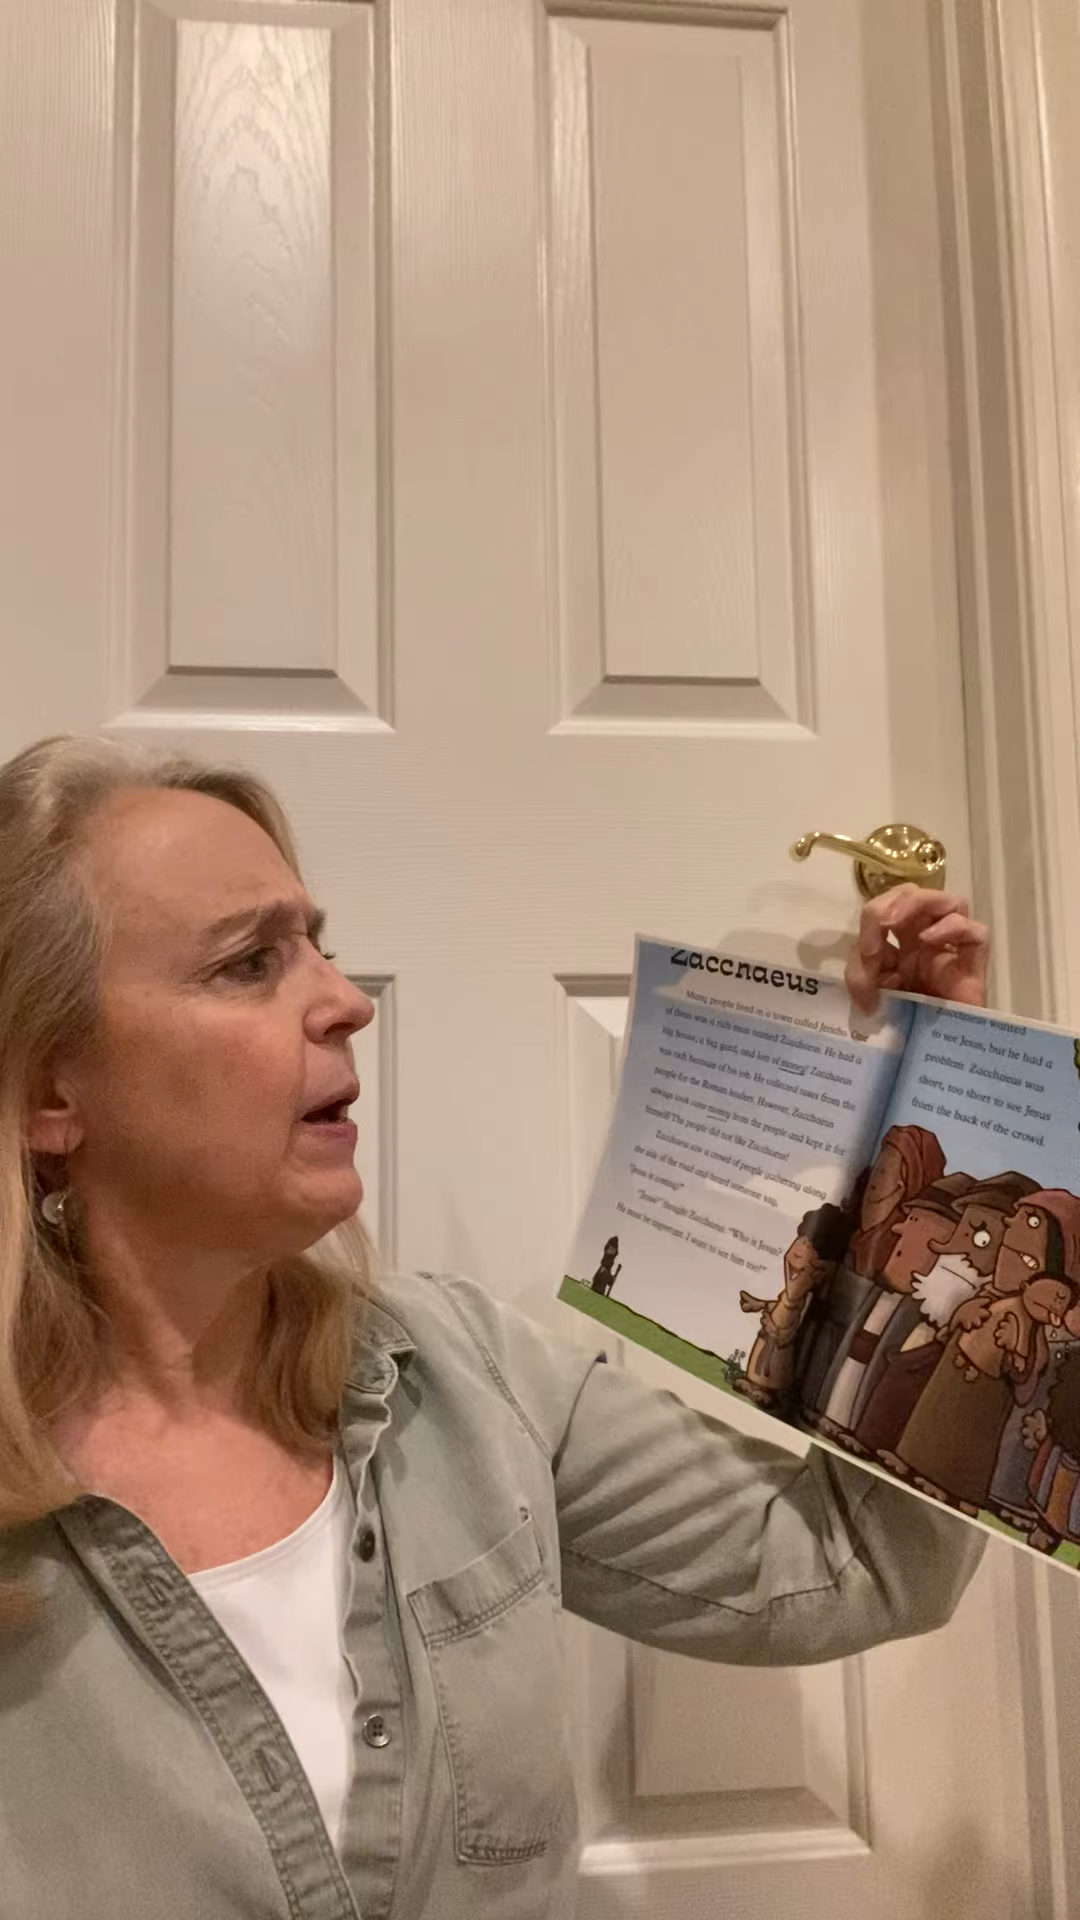 Zacchaeus
Many people lived in a town called Jericho. One
of them was a rich man named Zacchaeus. He had a
big house, a big yard, and lots of money! Zacchaeus
was rich because of his job. He collected taxes from the
people for the Roman leaders. However, Zacchaeus
always took extra money from the people and kept it for
himself! The people did not like Zacchaeus!
Zacchaeus saw a crowd of people gathering along
the side of the road and heard someone say,
"Jesus is coming!"
"Jesus?" thought Zacchaeus. "Who is Jesus?
He must be important. I want to see him too!"
Zacchaeus wanted
to see Jesus, but he had a
problem. Zacchaeus was
short, too short to see Jesus
from the back of the crowd.